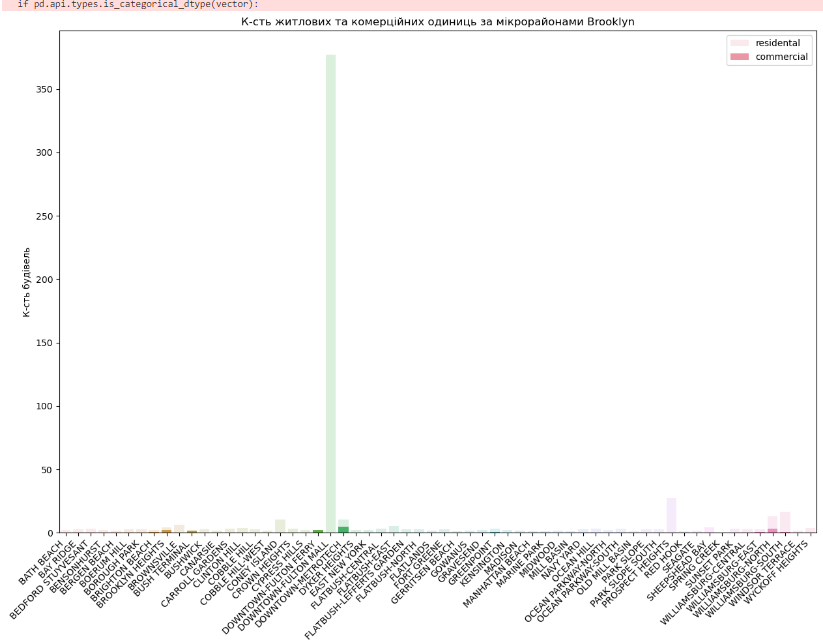 if pd.api.types.is_categorical_dtype(vector):
К-сть житлових та комерційних одиниць за мікрорайонами Brooklyn
residental
commercial
К-сть будівель
350
300
250
200
150
100
50
0
BATH BEACH
BAY RIDGE
BEDFORD STUYVESANT
BENSONHURST
BERGEN BEACH
BOERUM HILL
BOROUGH PARK
BRIGHTON BEACH
BROOKLYN HEIGHTS
BROWNSVILLE
BUSH TERMINAL
BUSHWICK
CANARSIE
CARROLL GARDENS
CLINTON HILL
COBBLE HILL
COBBLE HILL-WEST
CONEY ISLAND
CROWN HEIGHTS
CYPRESS HILLS
DOWNTOWN-FULTON FERRY
DOWNTOWN-FULTON MALL
DOWNTOWN-METROTECH
DYKER HEIGHTS
EAST NEW YORK
FLATBUSH-CENTRAL
FLATBUSH-EAST
FLATBUSH-LEFFERTS GARDEN
FLATBUSH-NORTH
FLATLANDS
FORT GREENE
GERRITSEN BEACH
GOWANUS
GRAVESEND
GREENPOINT
KENSINGTON
MADISON
MANHATTAN BEACH
MARINE PARK
MIDWOOD
MILL BASIN
NAVY YARD
OCEAN HILL
OCEAN PARKWAY-NORTH
OCEAN PARKWAY-SOUTH
OLD MILL BASIN
PARK SLOPE
PARK SLOPE SOUTH
PROSPECT HEIGHTS
RED HOOK
SEAGATE
SHEEPSHEAD BAY
SPRING CREEK
SUNSET PARK
WILLIAMSBURG-CENTRAL
WILLIAMSBURG-EAST
WILLIAMSBURG-NORTH
WILLIAMSBURG-SOUTH
WINDSOR TERRACE
WYCKOFF HEIGHTS